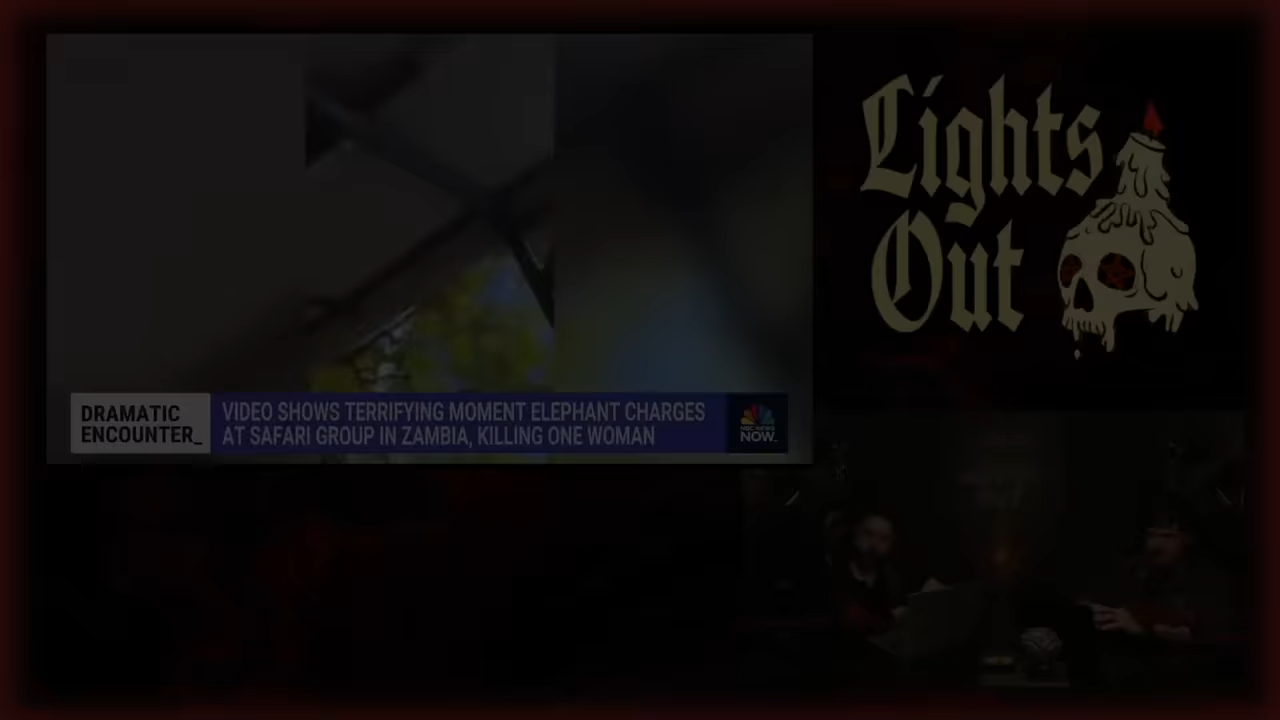 Lights
Out
DRAMATIC
ENCOUNTER_
VIDEO SHOWS TERRIFYING MOMENT ELEPHANT CHARGES
AT SAFARI GROUP IN ZAMBIA, KILLING ONE WOMAN
NBC NEWS
NOW_